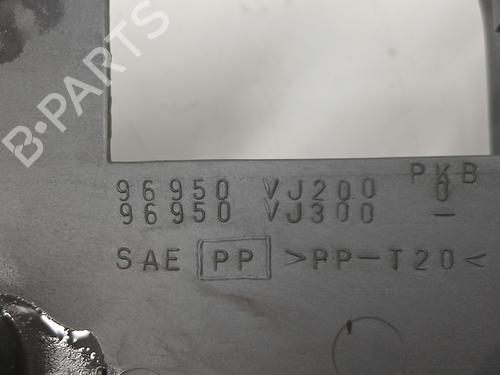 B-PARTS
PKB
96950 VJ200 0
96950 VJ300 -
SAE PP >PP-T20<